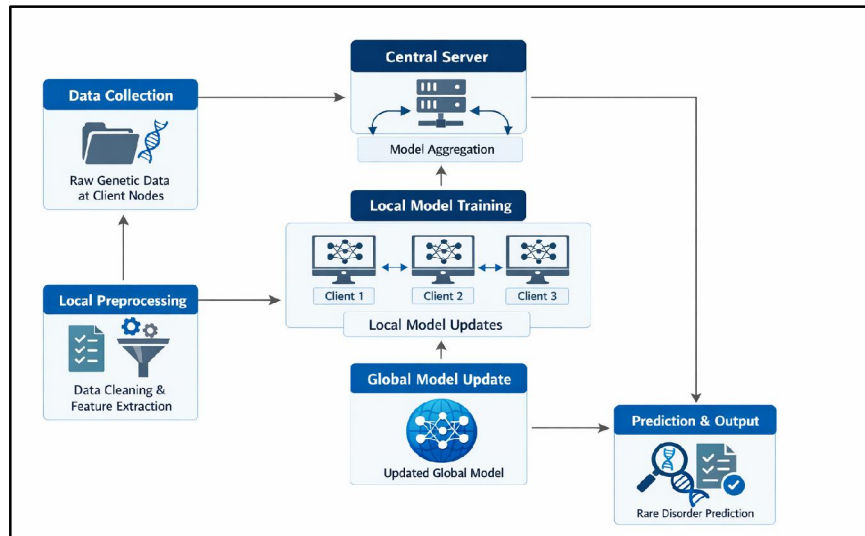 Central Server
Model Aggregation
Data Collection
Raw Genetic Data
at Client Nodes
Local Model Training
Client 1
Client 2
Client 3
Local Model Updates
Local Preprocessing
Data Cleaning &
Feature Extraction
Global Model Update
Updated Global Model
Prediction & Output
Rare Disorder Prediction